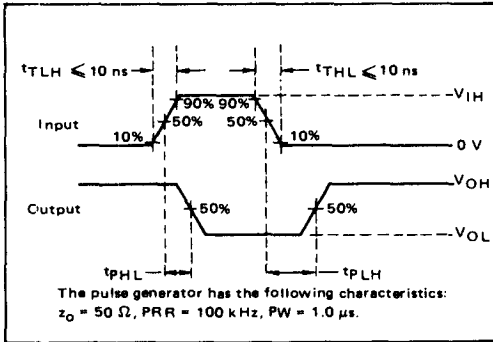 tTLH ≤ 10 ns tTHL ≤ 10 ns
90% 90% VIH
Input 50% 50%
10% 10% 0 V
VOH
Output 50% 50%
VOL
tPHL tPLH
The pulse generator has the following characteristics:
zo = 50 Ω, PRR = 100 kHz, PW = 1.0 μs.